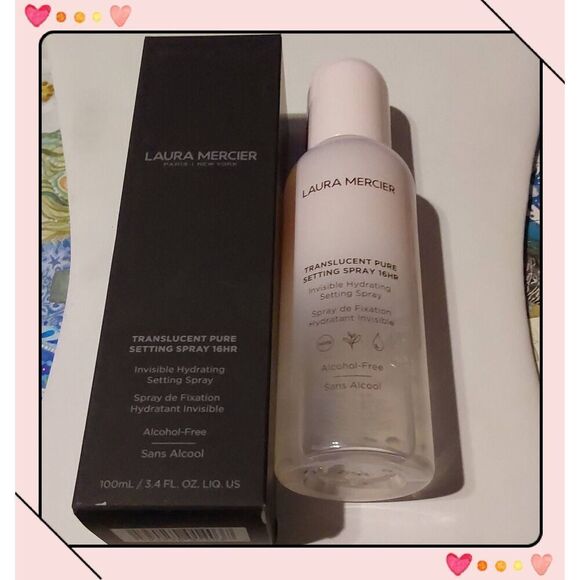 LAURA MERCIER
PARIS | NEW YORK
TRANSLUCENT PURE
SETTING SPRAY 16HR
Invisible Hydrating
Setting Spray
Spray de Fixation
Hydratant Invisible
Alcohol-Free
Sans Alcool
100mL / 3.4 FL. OZ. LIQ. US
LAURA MERCIER
TRANSLUCENT PURE
SETTING SPRAY 16HR
Invisible Hydrating
Setting Spray
Spray de Fixation
Hydratant Invisible
Alcohol-Free
Sans Alcool